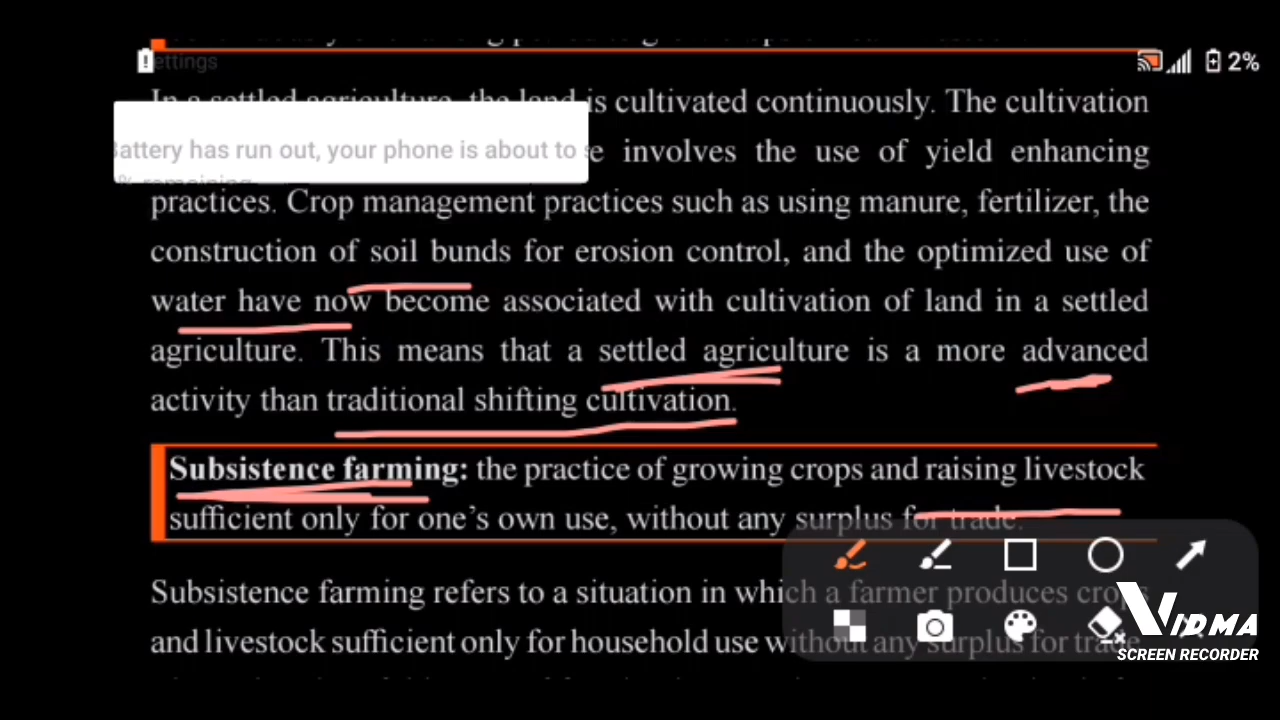 ettings
2%
In a settled agriculture, the land is cultivated continuously. The cultivation
Battery has run out, your phone is about to s
e involves the use of yield enhancing
% remaining
practices. Crop management practices such as using manure, fertilizer, the
construction of soil bunds for erosion control, and the optimized use of
water have now become associated with cultivation of land in a settled
agriculture. This means that a settled agriculture is a more advanced
activity than traditional shifting cultivation.
Subsistence farming: the practice of growing crops and raising livestock
sufficient only for one's own use, without any surplus for trade.
Subsistence farming refers to a situation in which a farmer produces crops
and livestock sufficient only for household use without any surplus for trade
VIDMA
SCREEN RECORDER